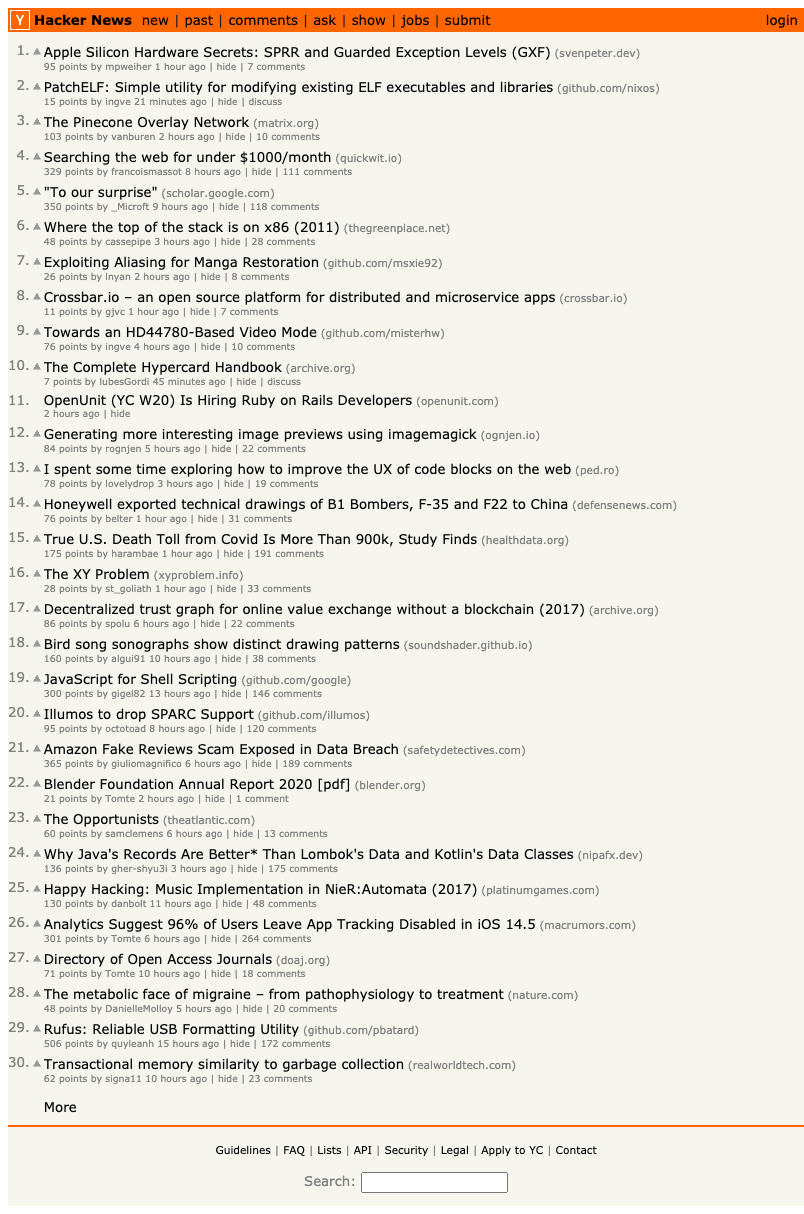 Y Hacker News new | past | comments | ask | show | jobs | submit login
1. Apple Silicon Hardware Secrets: SPRR and Guarded Exception Levels (GXF) (svenpeter.dev)
95 points by mpweiher 1 hour ago | hide | 7 comments
2. PatchELF: Simple utility for modifying existing ELF executables and libraries (github.com/nixos)
15 points by ingve 21 minutes ago | hide | discuss
3. The Pinecone Overlay Network (matrix.org)
103 points by vanburen 2 hours ago | hide | 10 comments
4. Searching the web for under $1000/month (quickwit.io)
329 points by francoismassot 8 hours ago | hide | 111 comments
5. "To our surprise" (scholar.google.com)
350 points by _Microft 9 hours ago | hide | 118 comments
6. Where the top of the stack is on x86 (2011) (thegreenplace.net)
48 points by cassepipe 3 hours ago | hide | 28 comments
7. Exploiting Aliasing for Manga Restoration (github.com/msxie92)
26 points by lnyan 2 hours ago | hide | 8 comments
8. Crossbar.io – an open source platform for distributed and microservice apps (crossbar.io)
11 points by gjvc 1 hour ago | hide | 7 comments
9. Towards an HD44780-Based Video Mode (github.com/misterhw)
76 points by ingve 4 hours ago | hide | 10 comments
10. The Complete Hypercard Handbook (archive.org)
7 points by lubesGordi 45 minutes ago | hide | discuss
11. OpenUnit (YC W20) Is Hiring Ruby on Rails Developers (openunit.com)
2 hours ago | hide
12. Generating more interesting image previews using imagemagick (ognjen.io)
84 points by rognjen 5 hours ago | hide | 22 comments
13. I spent some time exploring how to improve the UX of code blocks on the web (ped.ro)
78 points by lovelydrop 3 hours ago | hide | 19 comments
14. Honeywell exported technical drawings of B1 Bombers, F-35 and F22 to China (defensenews.com)
76 points by belter 1 hour ago | hide | 31 comments
15. True U.S. Death Toll from Covid Is More Than 900k, Study Finds (healthdata.org)
175 points by harambae 1 hour ago | hide | 191 comments
16. The XY Problem (xyproblem.info)
28 points by st_goliath 1 hour ago | hide | 33 comments
17. Decentralized trust graph for online value exchange without a blockchain (2017) (archive.org)
86 points by spolu 6 hours ago | hide | 22 comments
18. Bird song sonographs show distinct drawing patterns (soundshader.github.io)
160 points by algui91 10 hours ago | hide | 38 comments
19. JavaScript for Shell Scripting (github.com/google)
300 points by gigel82 13 hours ago | hide | 146 comments
20. Illumos to drop SPARC Support (github.com/illumos)
95 points by octotoad 8 hours ago | hide | 120 comments
21. Amazon Fake Reviews Scam Exposed in Data Breach (safetydetectives.com)
365 points by giuliomagnifico 6 hours ago | hide | 189 comments
22. Blender Foundation Annual Report 2020 [pdf] (blender.org)
21 points by Tomte 2 hours ago | hide | 1 comment
23. The Opportunists (theatlantic.com)
60 points by samclemens 6 hours ago | hide | 13 comments
24. Why Java's Records Are Better* Than Lombok's Data and Kotlin's Data Classes (nipafx.dev)
136 points by gher-shyu3i 3 hours ago | hide | 175 comments
25. Happy Hacking: Music Implementation in NieR:Automata (2017) (platinumgames.com)
130 points by danbolt 11 hours ago | hide | 48 comments
26. Analytics Suggest 96% of Users Leave App Tracking Disabled in iOS 14.5 (macrumors.com)
301 points by Tomte 6 hours ago | hide | 264 comments
27. Directory of Open Access Journals (doaj.org)
71 points by Tomte 10 hours ago | hide | 18 comments
28. The metabolic face of migraine – from pathophysiology to treatment (nature.com)
48 points by DanielleMolloy 5 hours ago | hide | 20 comments
29. Rufus: Reliable USB Formatting Utility (github.com/pbatard)
506 points by quyleanh 15 hours ago | hide | 172 comments
30. Transactional memory similarity to garbage collection (realworldtech.com)
62 points by signa11 10 hours ago | hide | 23 comments
More
Guidelines | FAQ | Lists | API | Security | Legal | Apply to YC | Contact
Search: